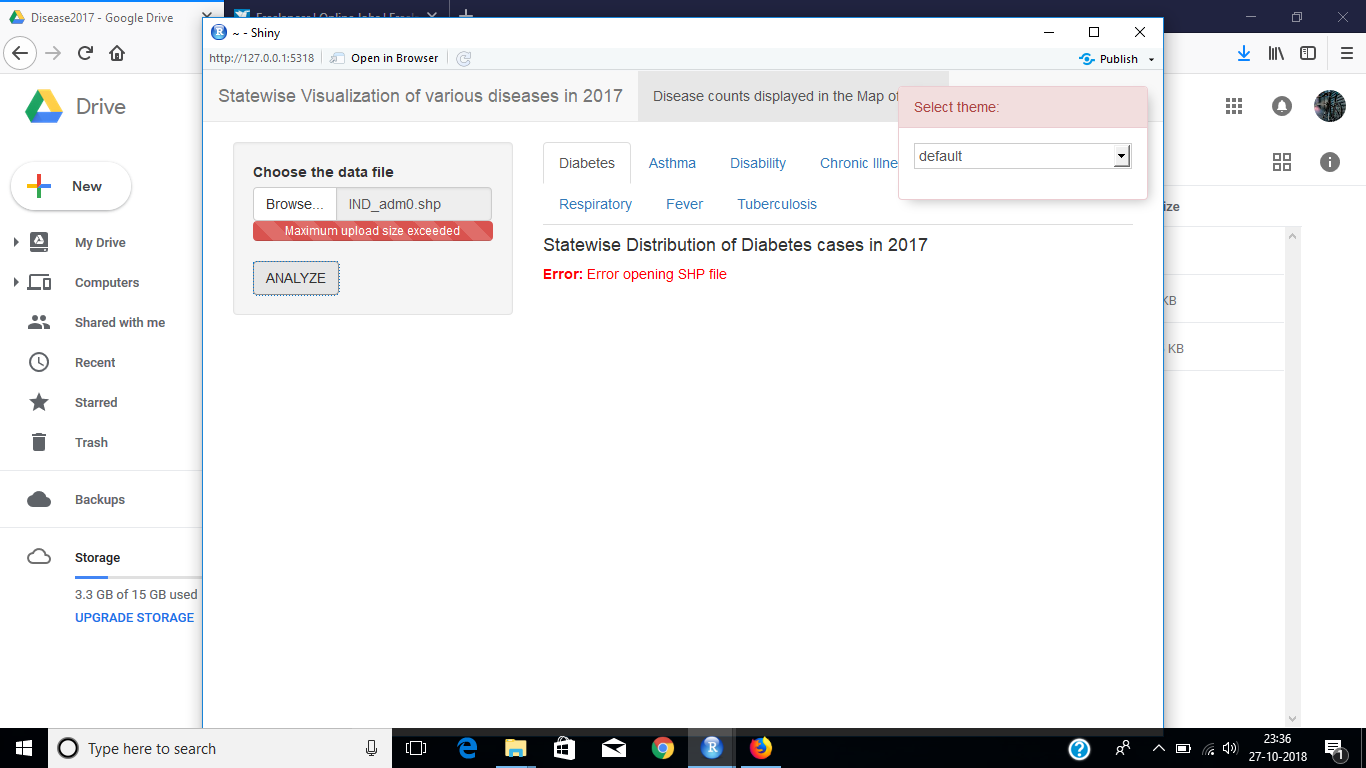 Disease2017 - Google Drive
~ - Shiny
http://127.0.0.1:5318
Open in Browser
Publish
Drive
Statewise Visualization of various diseases in 2017
Disease counts displayed in the Map of
Select theme:
default
New
My Drive
Computers
Shared with me
Recent
Starred
Trash
Backups
Storage
3.3 GB of 15 GB used
UPGRADE STORAGE
Choose the data file
Browse...
IND_adm0.shp
Maximum upload size exceeded
ANALYZE
Diabetes
Asthma
Disability
Chronic Illne
Respiratory
Fever
Tuberculosis
Statewise Distribution of Diabetes cases in 2017
Error: Error opening SHP file
ize
KB
KB
Type here to search
23:36
27-10-2018
1